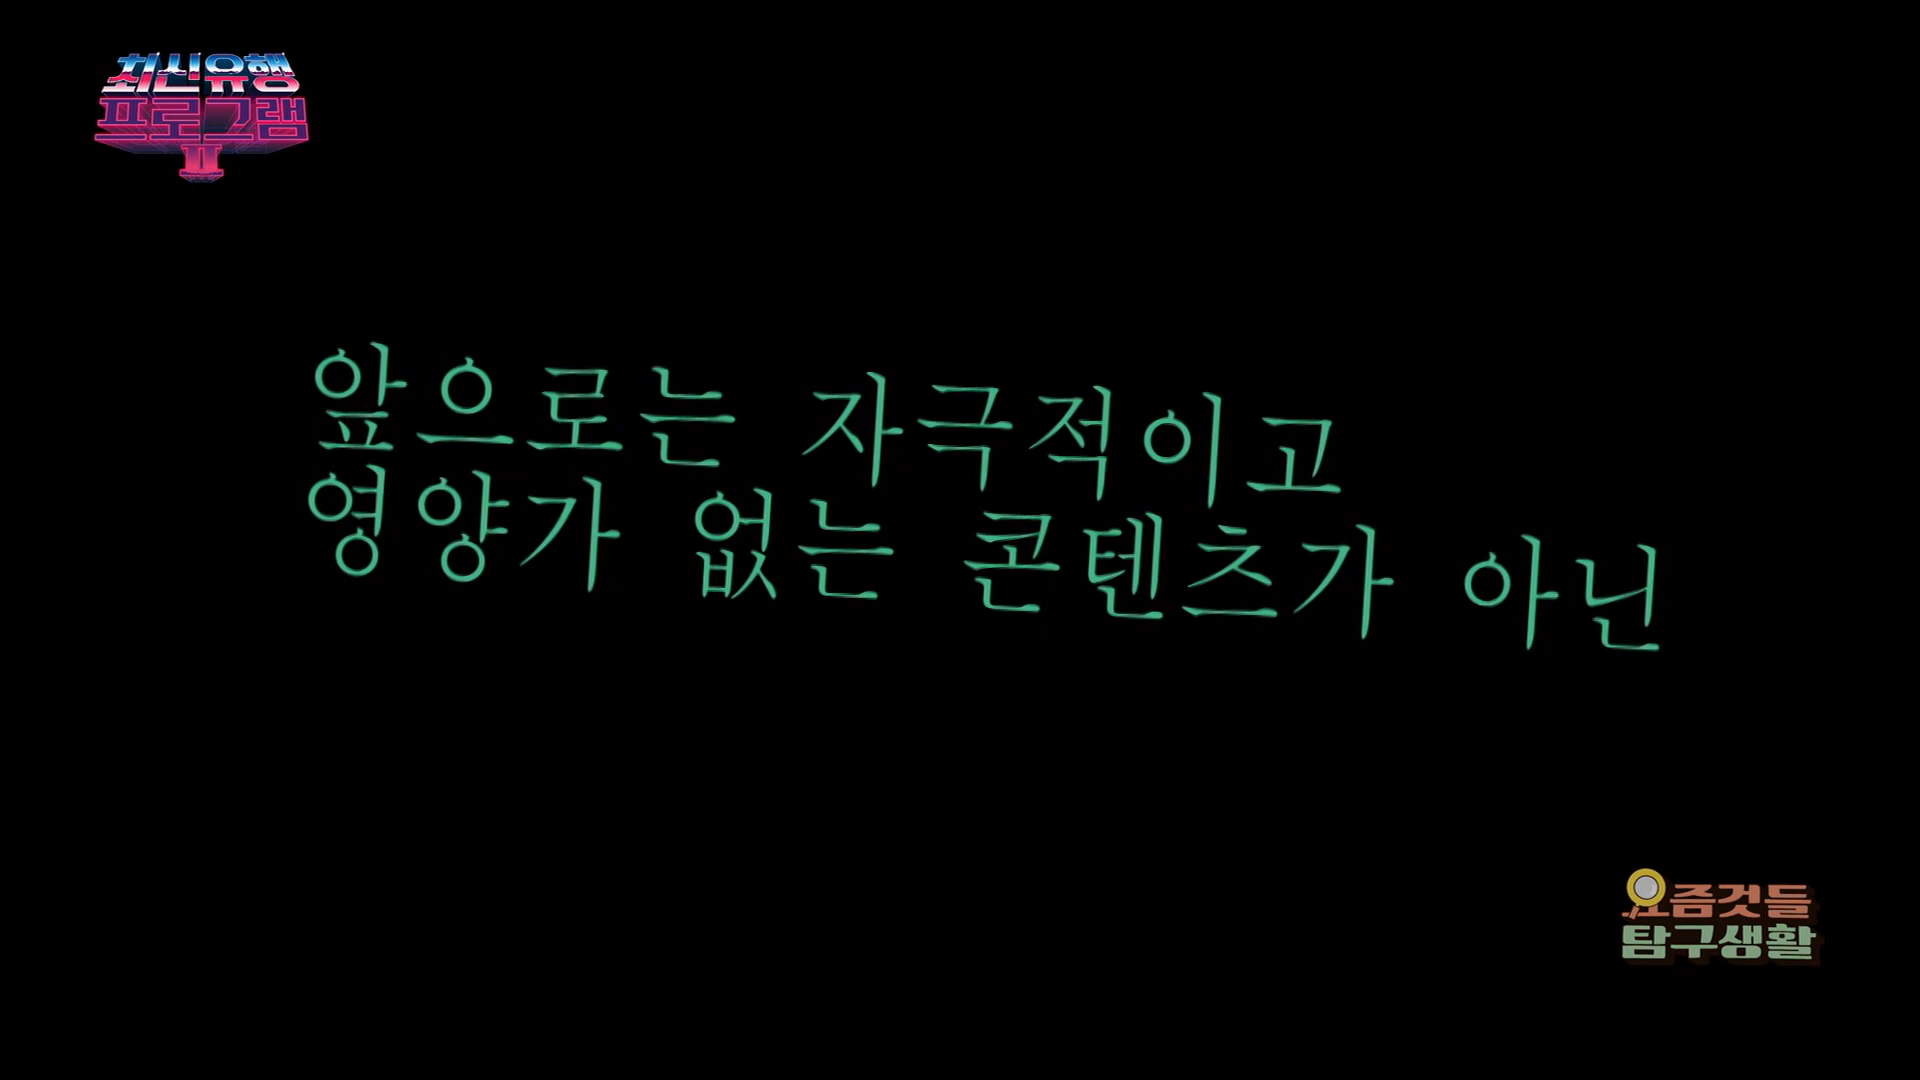 최신유행
프로그램
II
앞으로는 자극적이고
영양가 없는 콘텐츠가 아닌
요즘것들
탐구생활